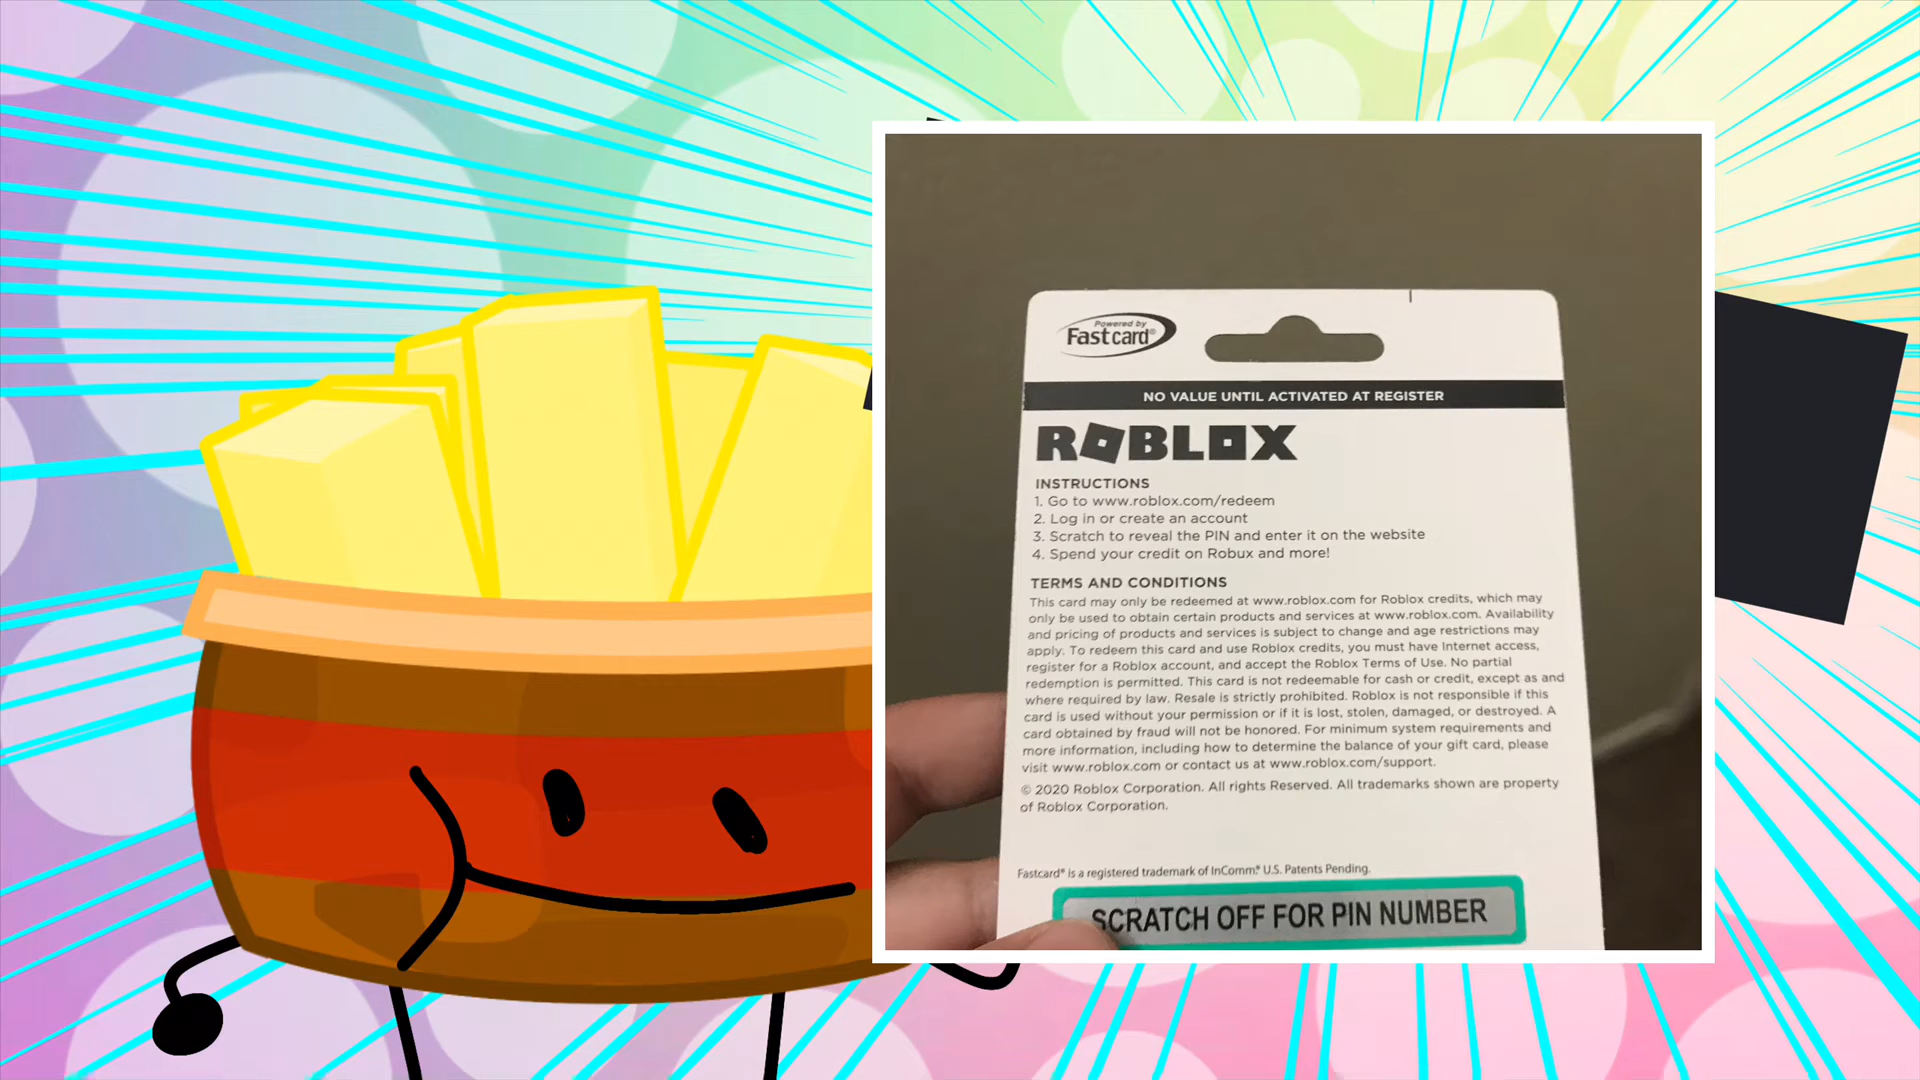 Powered by
Fastcard®
NO VALUE UNTIL ACTIVATED AT REGISTER
ROBLOX
INSTRUCTIONS
1. Go to www.roblox.com/redeem
2. Log in or create an account
3. Scratch to reveal the PIN and enter it on the website
4. Spend your credit on Robux and more!
TERMS AND CONDITIONS
This card may only be redeemed at www.roblox.com for Roblox credits, which may
only be used to obtain certain products and services at www.roblox.com. Availability
and pricing of products and services is subject to change and age restrictions may
apply. To redeem this card and use Roblox credits, you must have Internet access,
register for a Roblox account, and accept the Roblox Terms of Use. No partial
redemption is permitted. This card is not redeemable for cash or credit, except as and
where required by law. Resale is strictly prohibited. Roblox is not responsible if this
card is used without your permission or if it is lost, stolen, damaged, or destroyed. A
card obtained by fraud will not be honored. For minimum system requirements and
more information, including how to determine the balance of your gift card, please
visit www.roblox.com or contact us at www.roblox.com/support.
© 2020 Roblox Corporation. All rights Reserved. All trademarks shown are property
of Roblox Corporation.
Fastcard® is a registered trademark of InComm.® U.S. Patents Pending.
SCRATCH OFF FOR PIN NUMBER